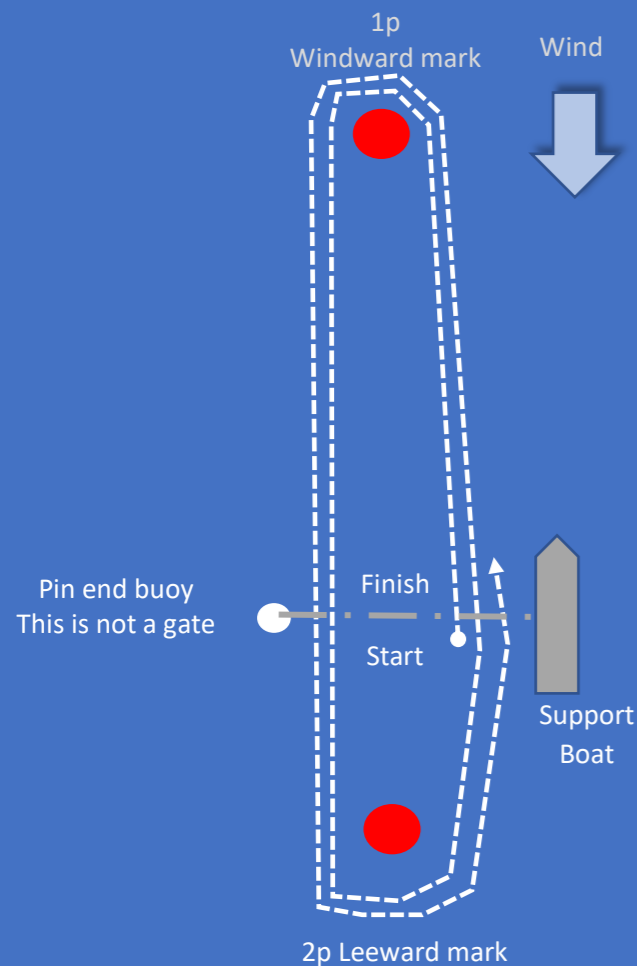 1p
Windward mark
Wind
Pin end buoy
This is not a gate
Finish
Start
Support
Boat
2p Leeward mark